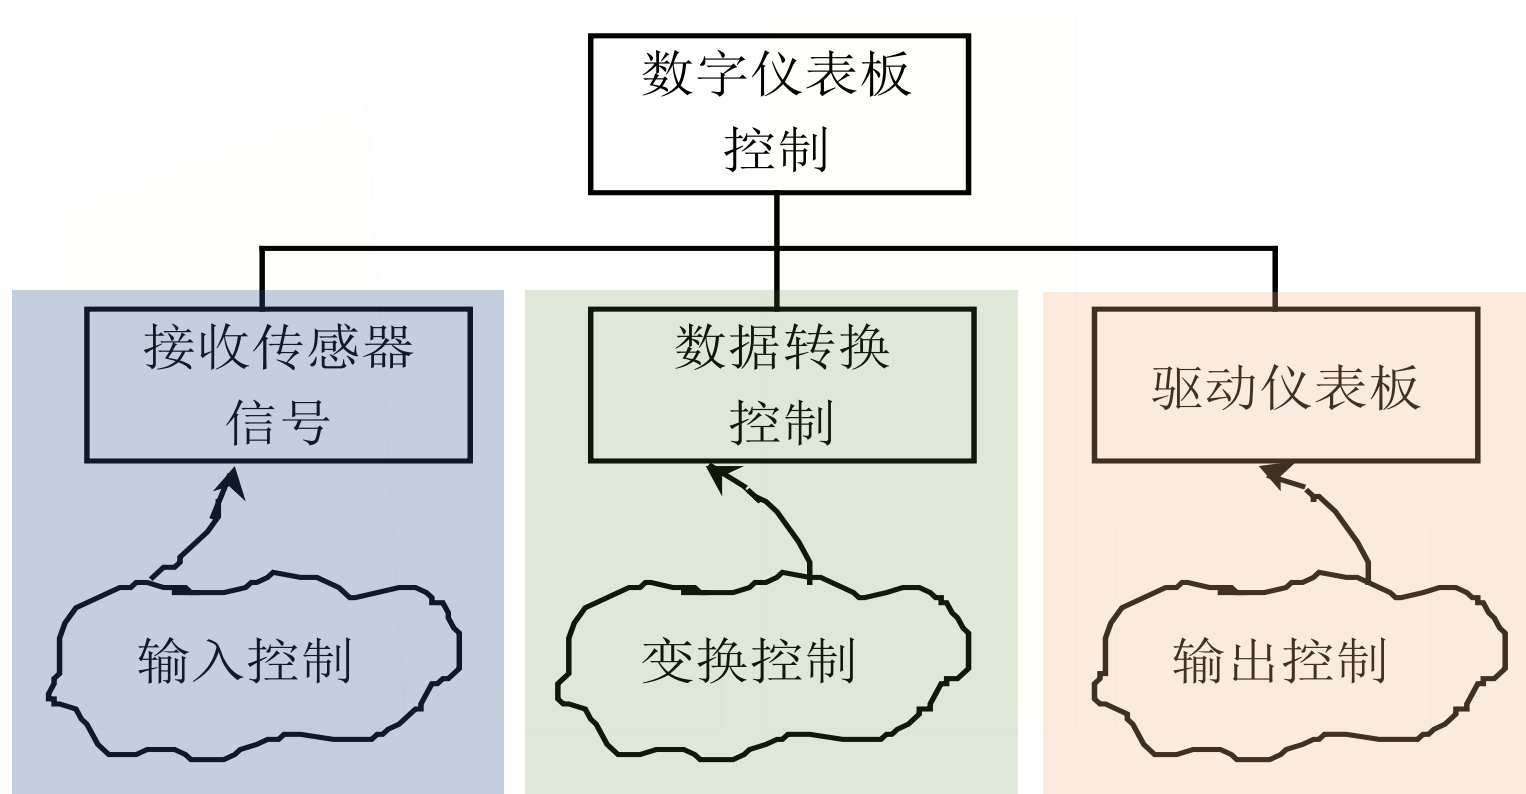 数字仪表板
控制
接收传感器
信号
数据转换
控制
驱动仪表板
输入控制
变换控制
输出控制